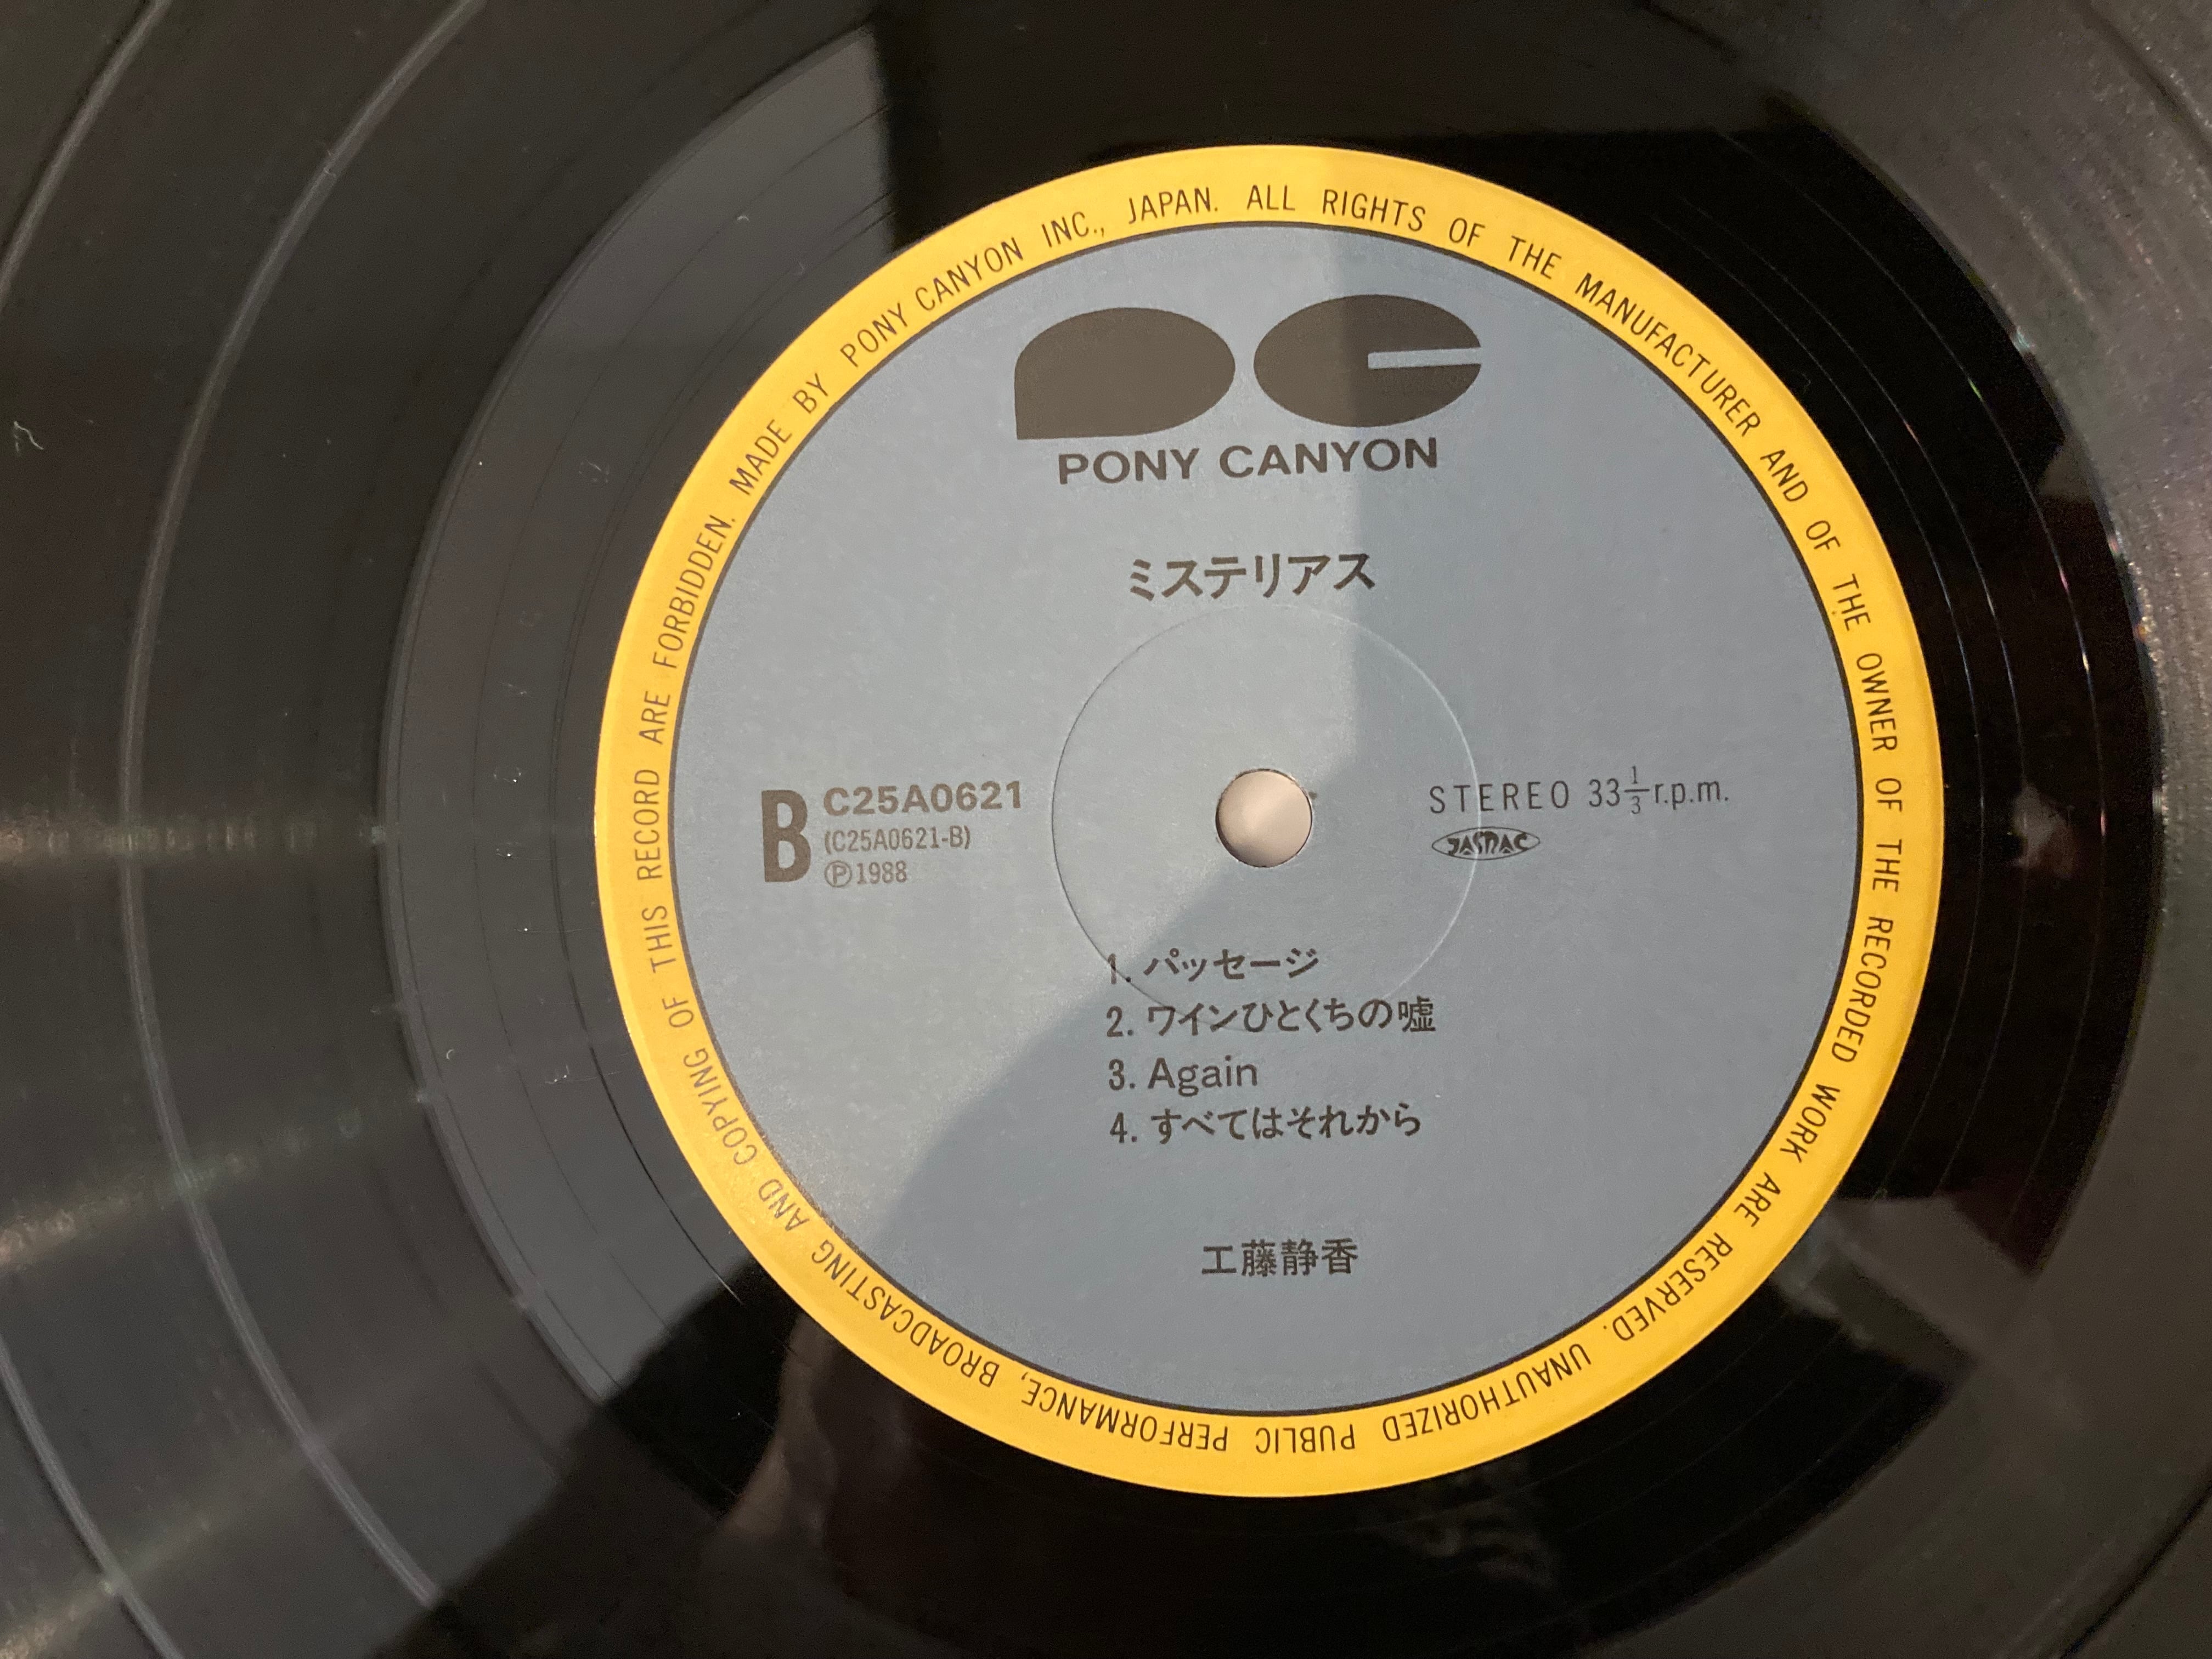 MADE BY PONY CANYON INC., JAPAN. ALL RIGHTS OF THE MANUFACTURER AND OF THE OWNER OF THE RECORDED WORK ARE RESERVED. UNAUTHORIZED PUBLIC PERFORMANCE, BROADCASTING AND COPYING OF THIS RECORD ARE FORBIDDEN.
PC
PONY CANYON
ミステリアス
B
C25A0621
(C25A0621-B)
Ⓟ1988
STEREO 33 1/3 r.p.m.
JASRAC
1. パッセージ
2. ワインひとくちの嘘
3. Again
4. すべてはそれから
工藤静香